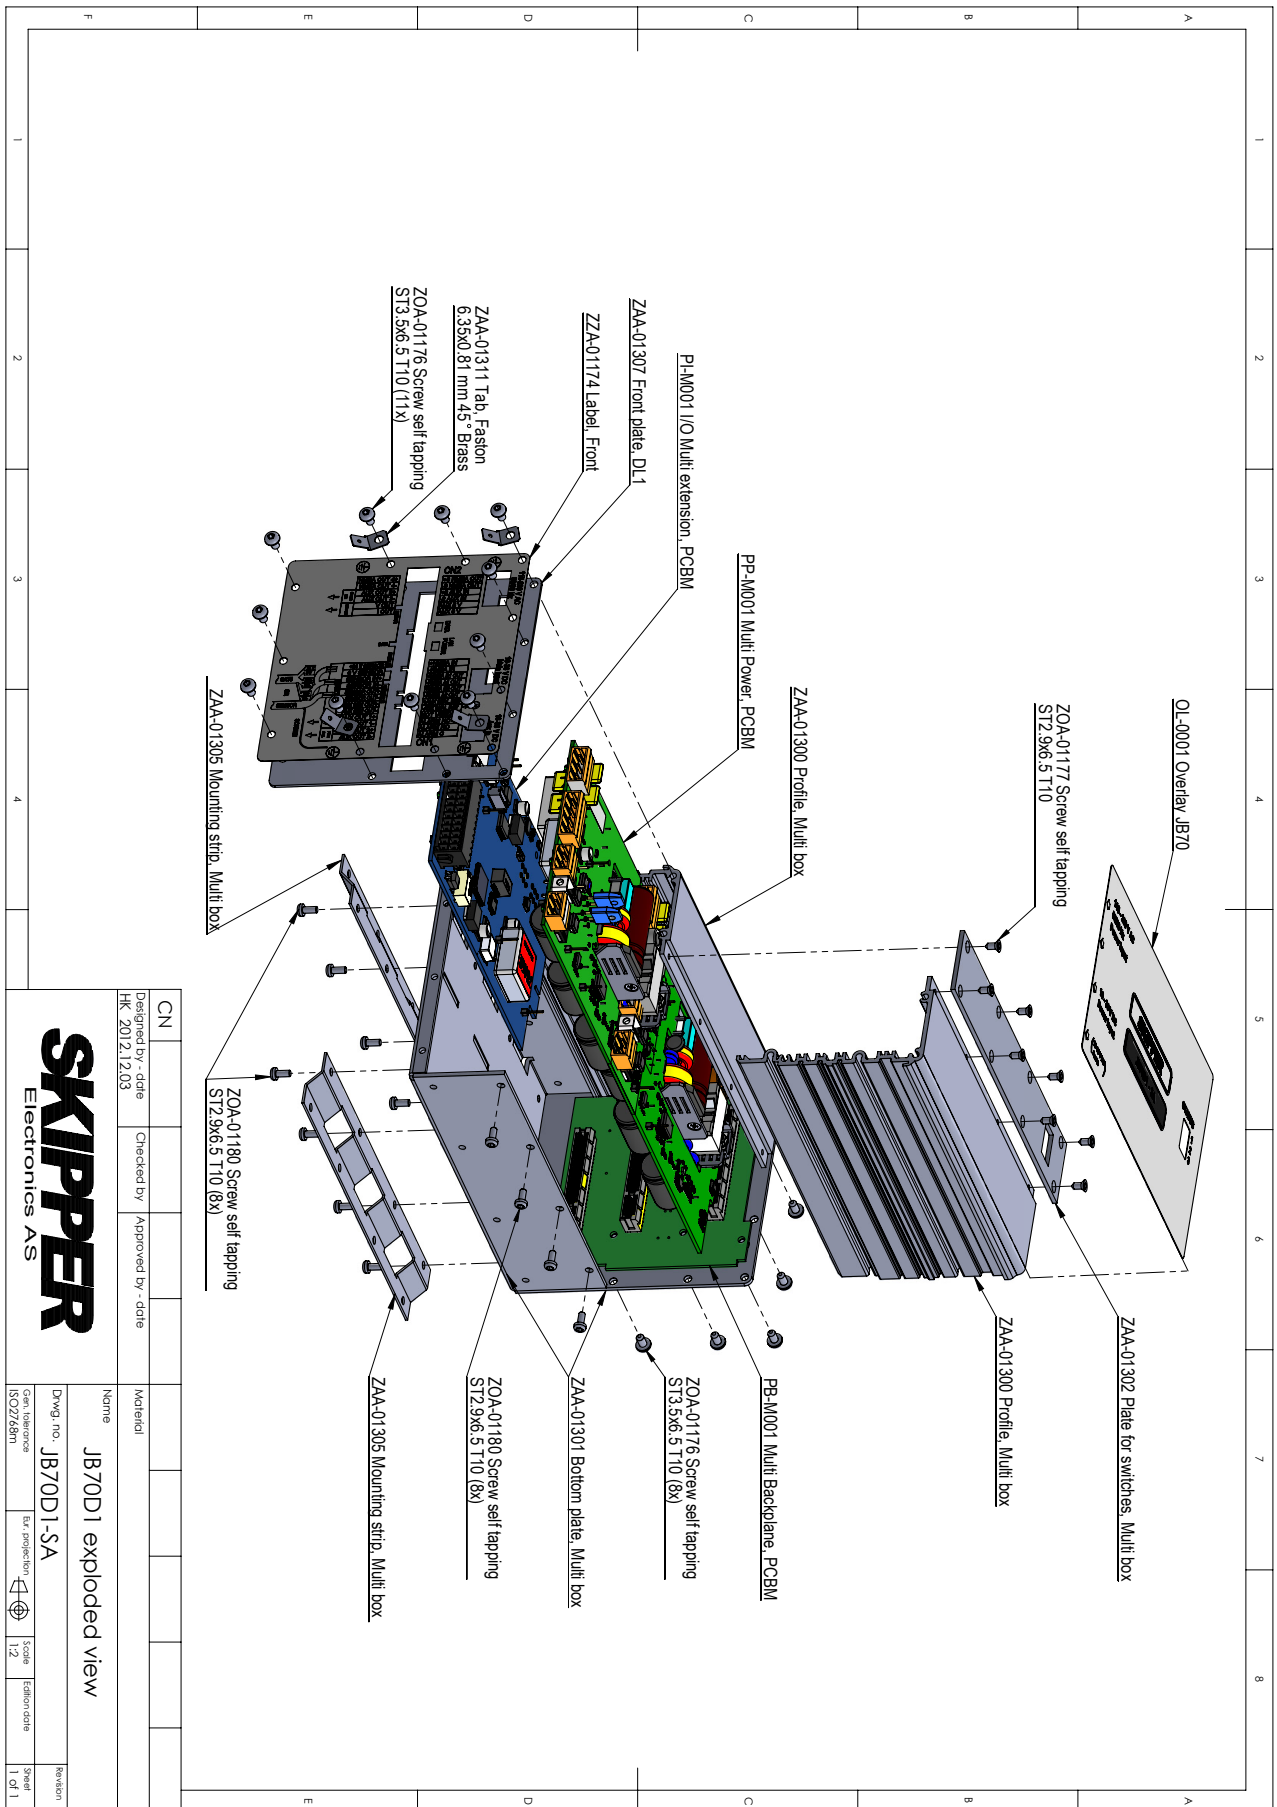 OL-0001 Overlay JB70
ZOA-01177 Screw self tapping
ST2.9x6.5 T10
ZAA-01302 Plate for switches, Multi box
ZAA-01300 Profile, Multi box
ZAA-01300 Profile, Multi box
PP-M001 Multi Power, PCBM
PI-M001 I/O Multi extension, PCBM
ZAA-01307 Front plate, DL1
ZZA-01174 Label, Front
ZAA-01311 Tab, Faston
6.35x0.81 mm 45° Brass
ZOA-01176 Screw self tapping
ST3.5x6.5 T10 (11x)
PB-M001 Multi Backplane, PCBM
ZOA-01176 Screw self tapping
ST3.5x6.5 T10 (8x)
ZAA-01301 Bottom plate, Multi box
ZOA-01180 Screw self tapping
ST2.9x6.5 T10 (8x)
ZAA-01305 Mounting strip, Multi box
ZAA-01305 Mounting strip, Multi box
ZOA-01180 Screw self tapping
ST2.9x6.5 T10 (8x)
CN2
CN1
1 2 3 4 5 6 7 8
1 2 3 4
A
B
C
D
E
F
A
B
C
D
E
CN
Designed by - date
HK 2012.12.03
Checked by
Approved by - date
Material
SKIPPER
Electronics AS
Name
JB70D1 exploded view
Drwg. no.
JB70D1-SA
Revision
Gen. tolerance
ISO2768m
Eur. projection
Scale
1:2
Edition date
Sheet
1 of 1